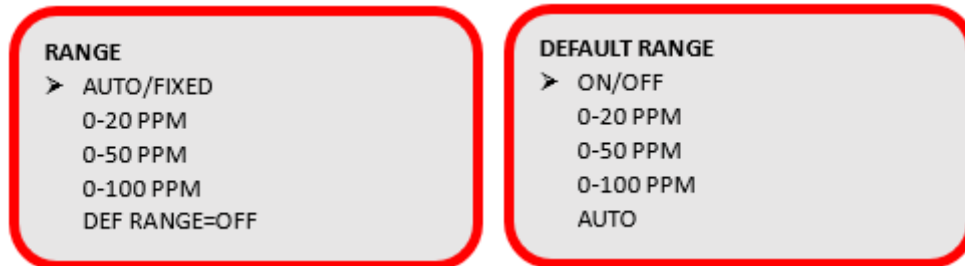 RANGE
➤ AUTO/FIXED
0-20 PPM
0-50 PPM
0-100 PPM
DEF RANGE=OFF
DEFAULT RANGE
➤ ON/OFF
0-20 PPM
0-50 PPM
0-100 PPM
AUTO